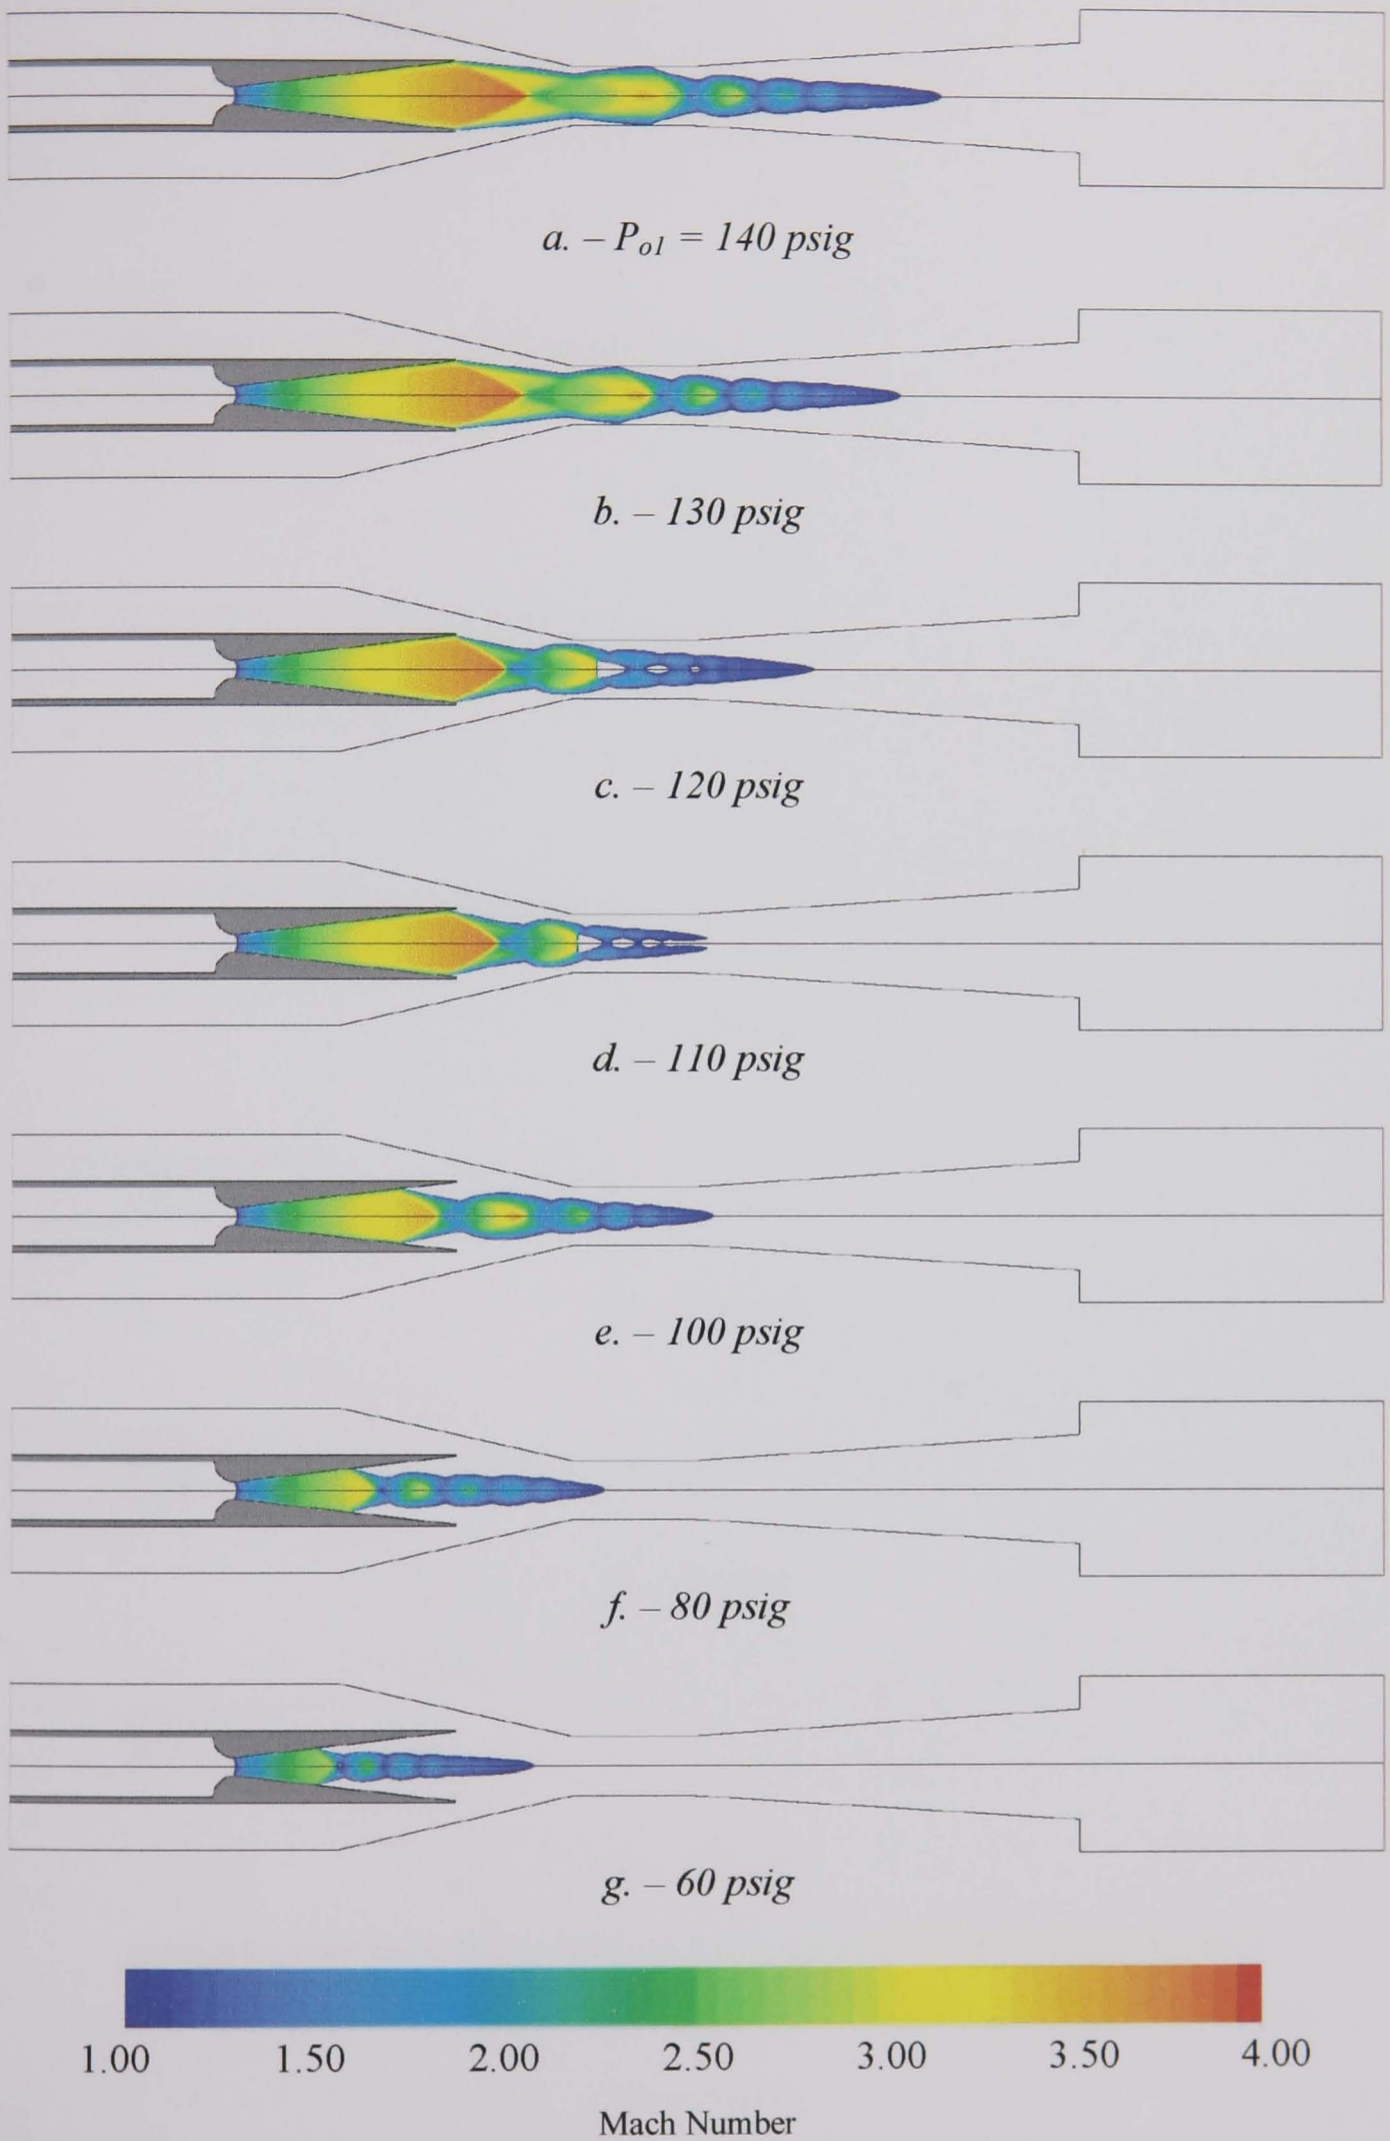 a. – Po1 = 140 psig
b. – 130 psig
c. – 120 psig
d. – 110 psig
e. – 100 psig
f. – 80 psig
g. – 60 psig
1.00 1.50 2.00 2.50 3.00 3.50 4.00
Mach Number